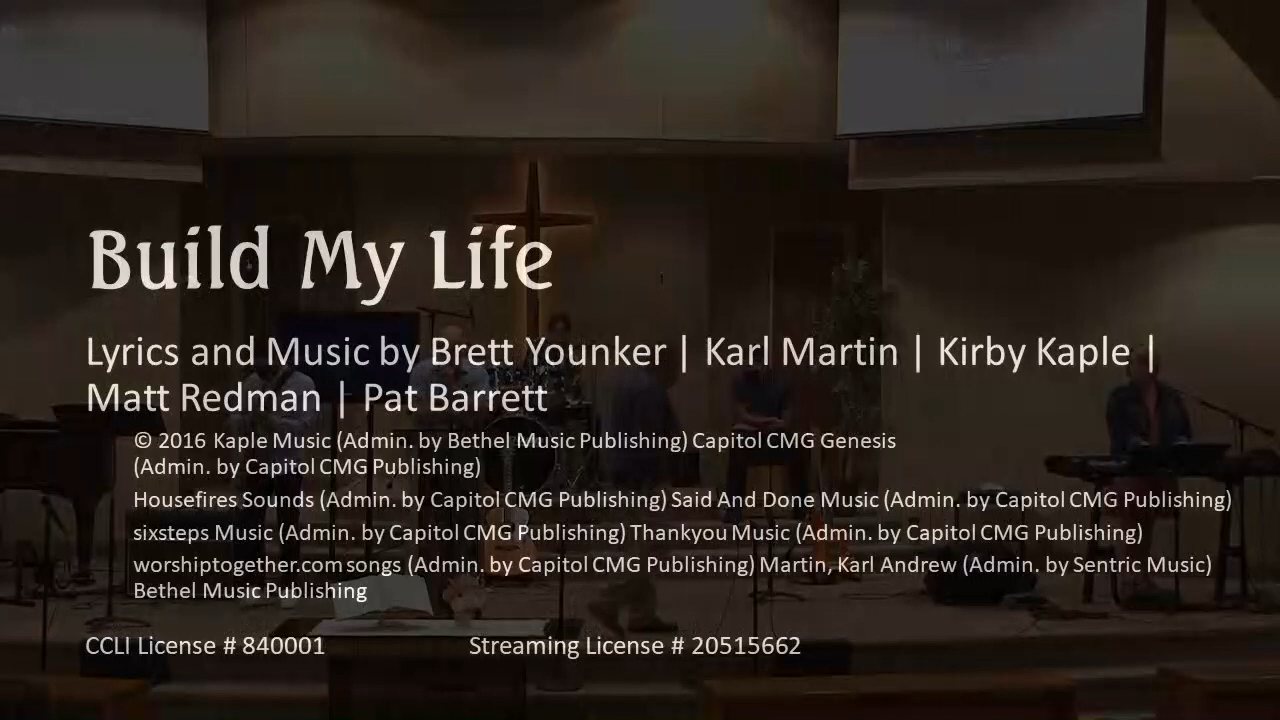 Build My Life
Lyrics and Music by Brett Younker | Karl Martin | Kirby Kaple |
Matt Redman | Pat Barrett
© 2016 Kaple Music (Admin. by Bethel Music Publishing) Capitol CMG Genesis
(Admin. by Capitol CMG Publishing)
Housefires Sounds (Admin. by Capitol CMG Publishing) Said And Done Music (Admin. by Capitol CMG Publishing)
sixsteps Music (Admin. by Capitol CMG Publishing) Thankyou Music (Admin. by Capitol CMG Publishing)
worshiptogether.com songs (Admin. by Capitol CMG Publishing) Martin, Karl Andrew (Admin. by Sentric Music)
Bethel Music Publishing
CCLI License # 840001 Streaming License # 20515662